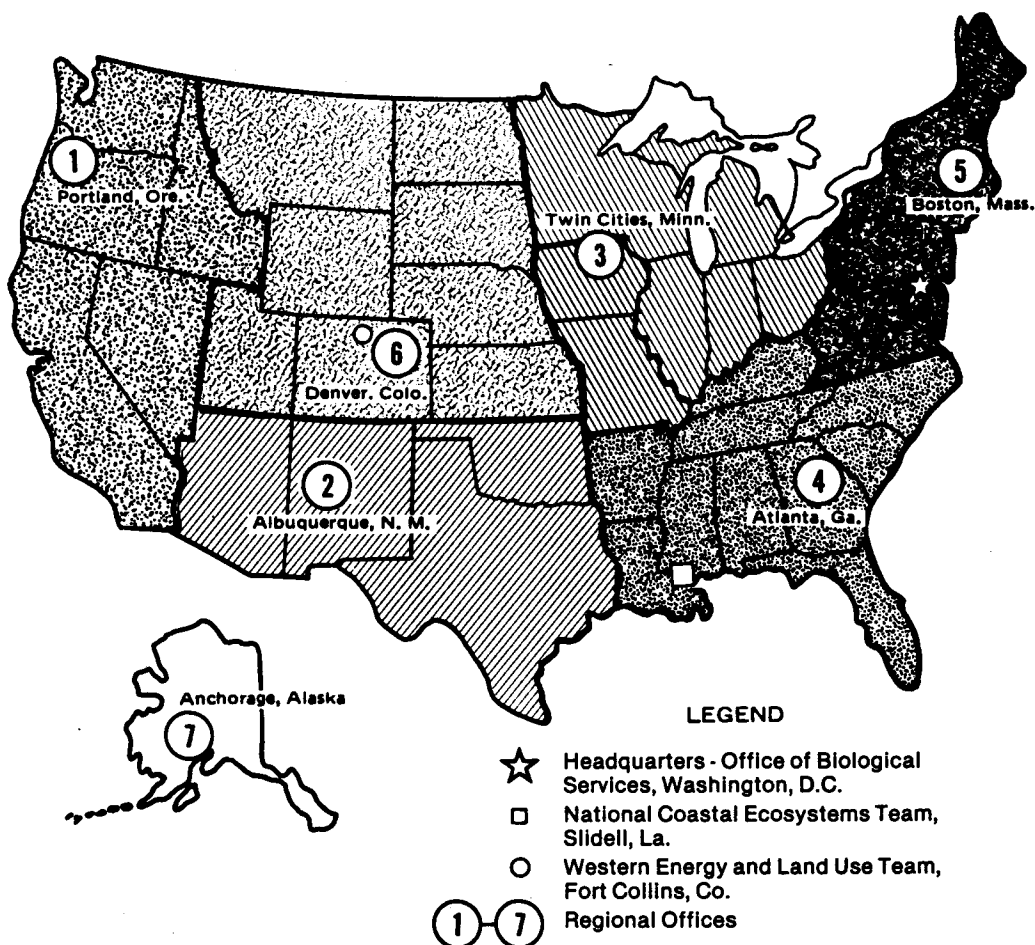 1
Portland, Ore.
Twin Cities, Minn.
3
5
Boston, Mass.
6
Denver. Colo.
2
Albuquerque, N. M.
4
Atlanta, Ga.
Anchorage, Alaska
7
LEGEND
Headquarters - Office of Biological
Services, Washington, D.C.
National Coastal Ecosystems Team,
Slidell, La.
Western Energy and Land Use Team,
Fort Collins, Co.
1-7 Regional Offices